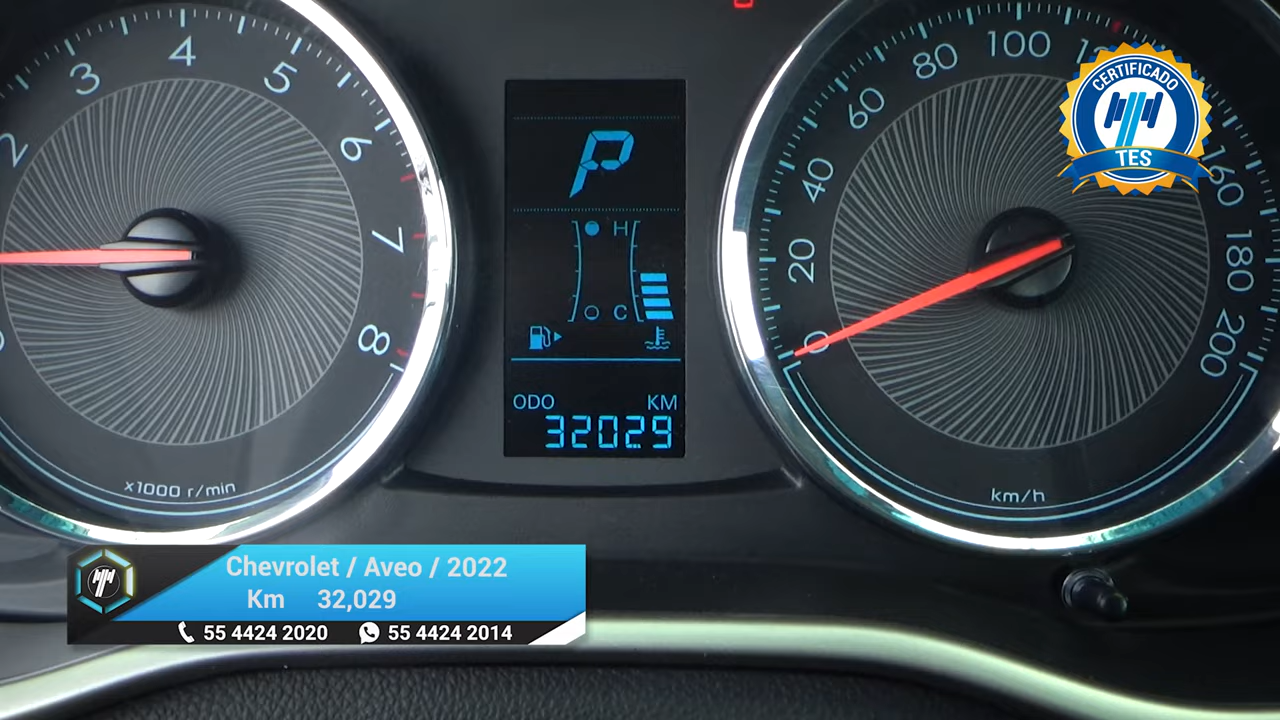 2
3
4
5
6
7
8
x1000 r/min
P
H
C
ODO KM
32029
0
20
40
60
80
100
160
180
200
km/h
CERTIFICADO
TES
Chevrolet / Aveo / 2022
Km 32,029
55 4424 2020 55 4424 2014